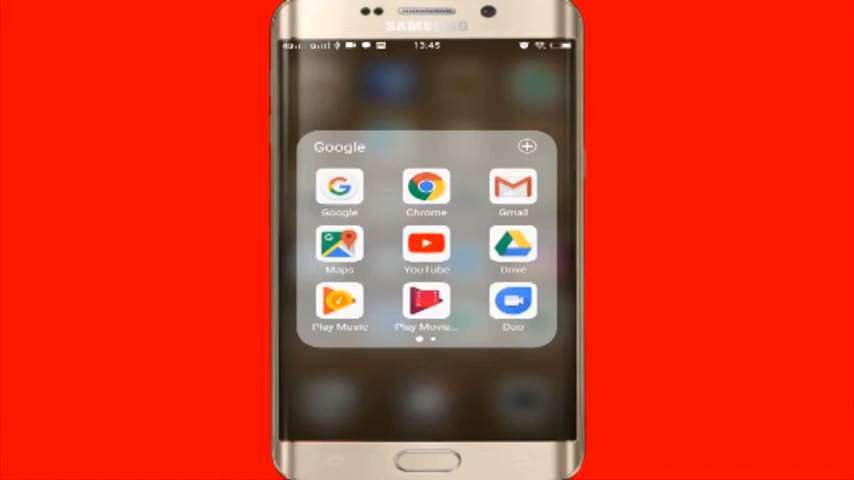 SAMSUNG
13:45
Google
Google Chrome Gmail
Maps YouTube Drive
Play Music Play Movie... Duo